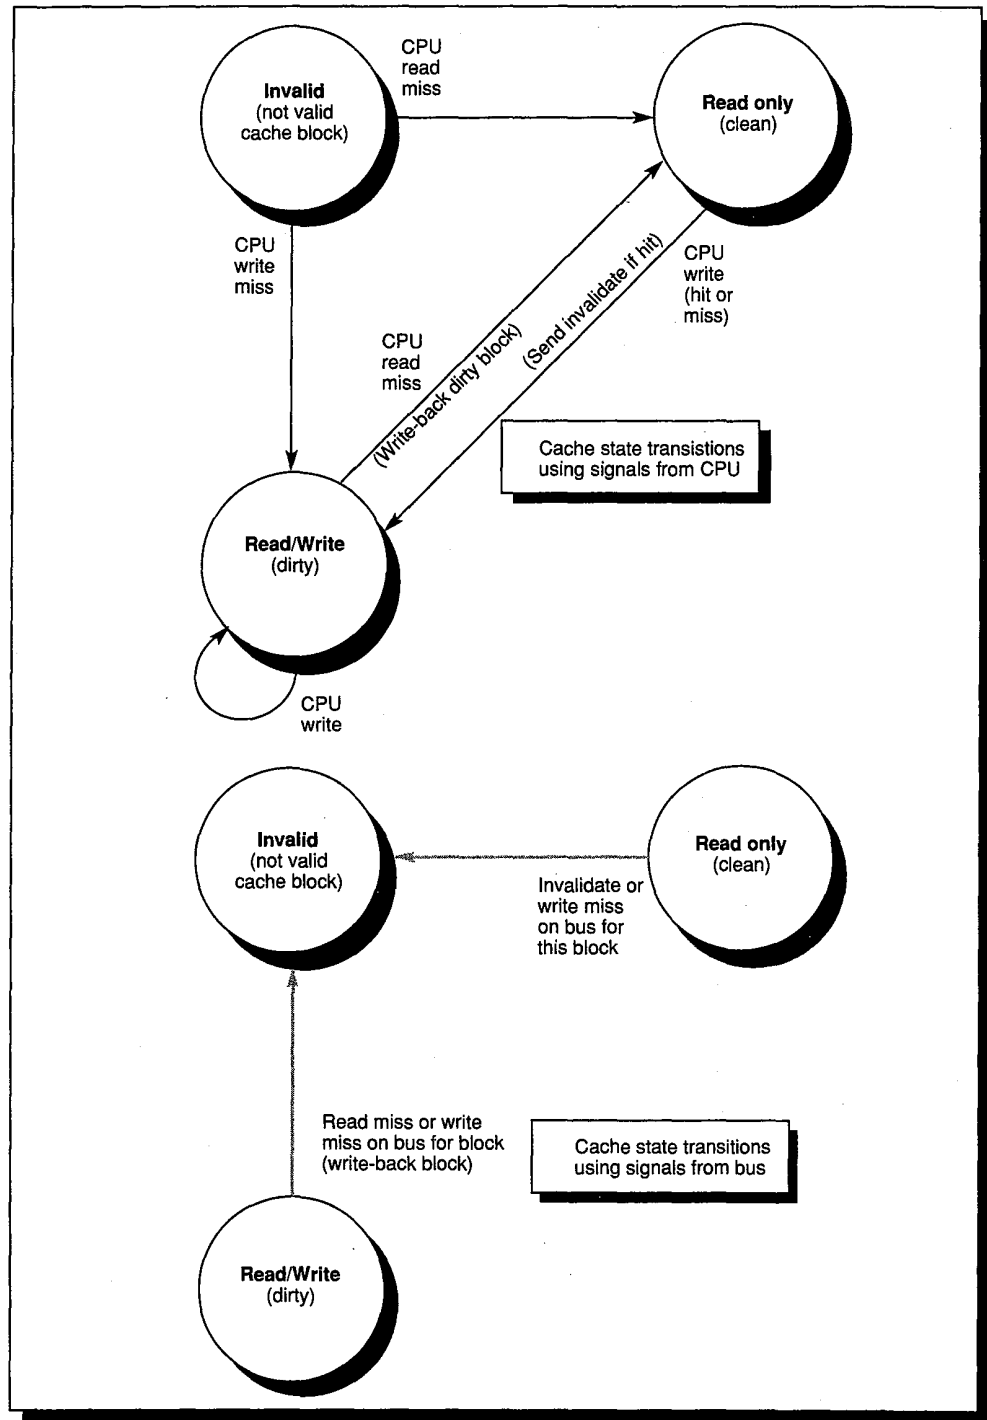 Invalid
(not valid
cache block)
CPU
read
miss
Read only
(clean)
CPU
write
miss
CPU
read
miss
(Write-back dirty block)
(Send invalidate if hit)
CPU
write
(hit or
miss)
Cache state transistions
using signals from CPU
Read/Write
(dirty)
CPU
write
Invalid
(not valid
cache block)
Read only
(clean)
Invalidate or
write miss
on bus for
this block
Read miss or write
miss on bus for block
(write-back block)
Cache state transitions
using signals from bus
Read/Write
(dirty)